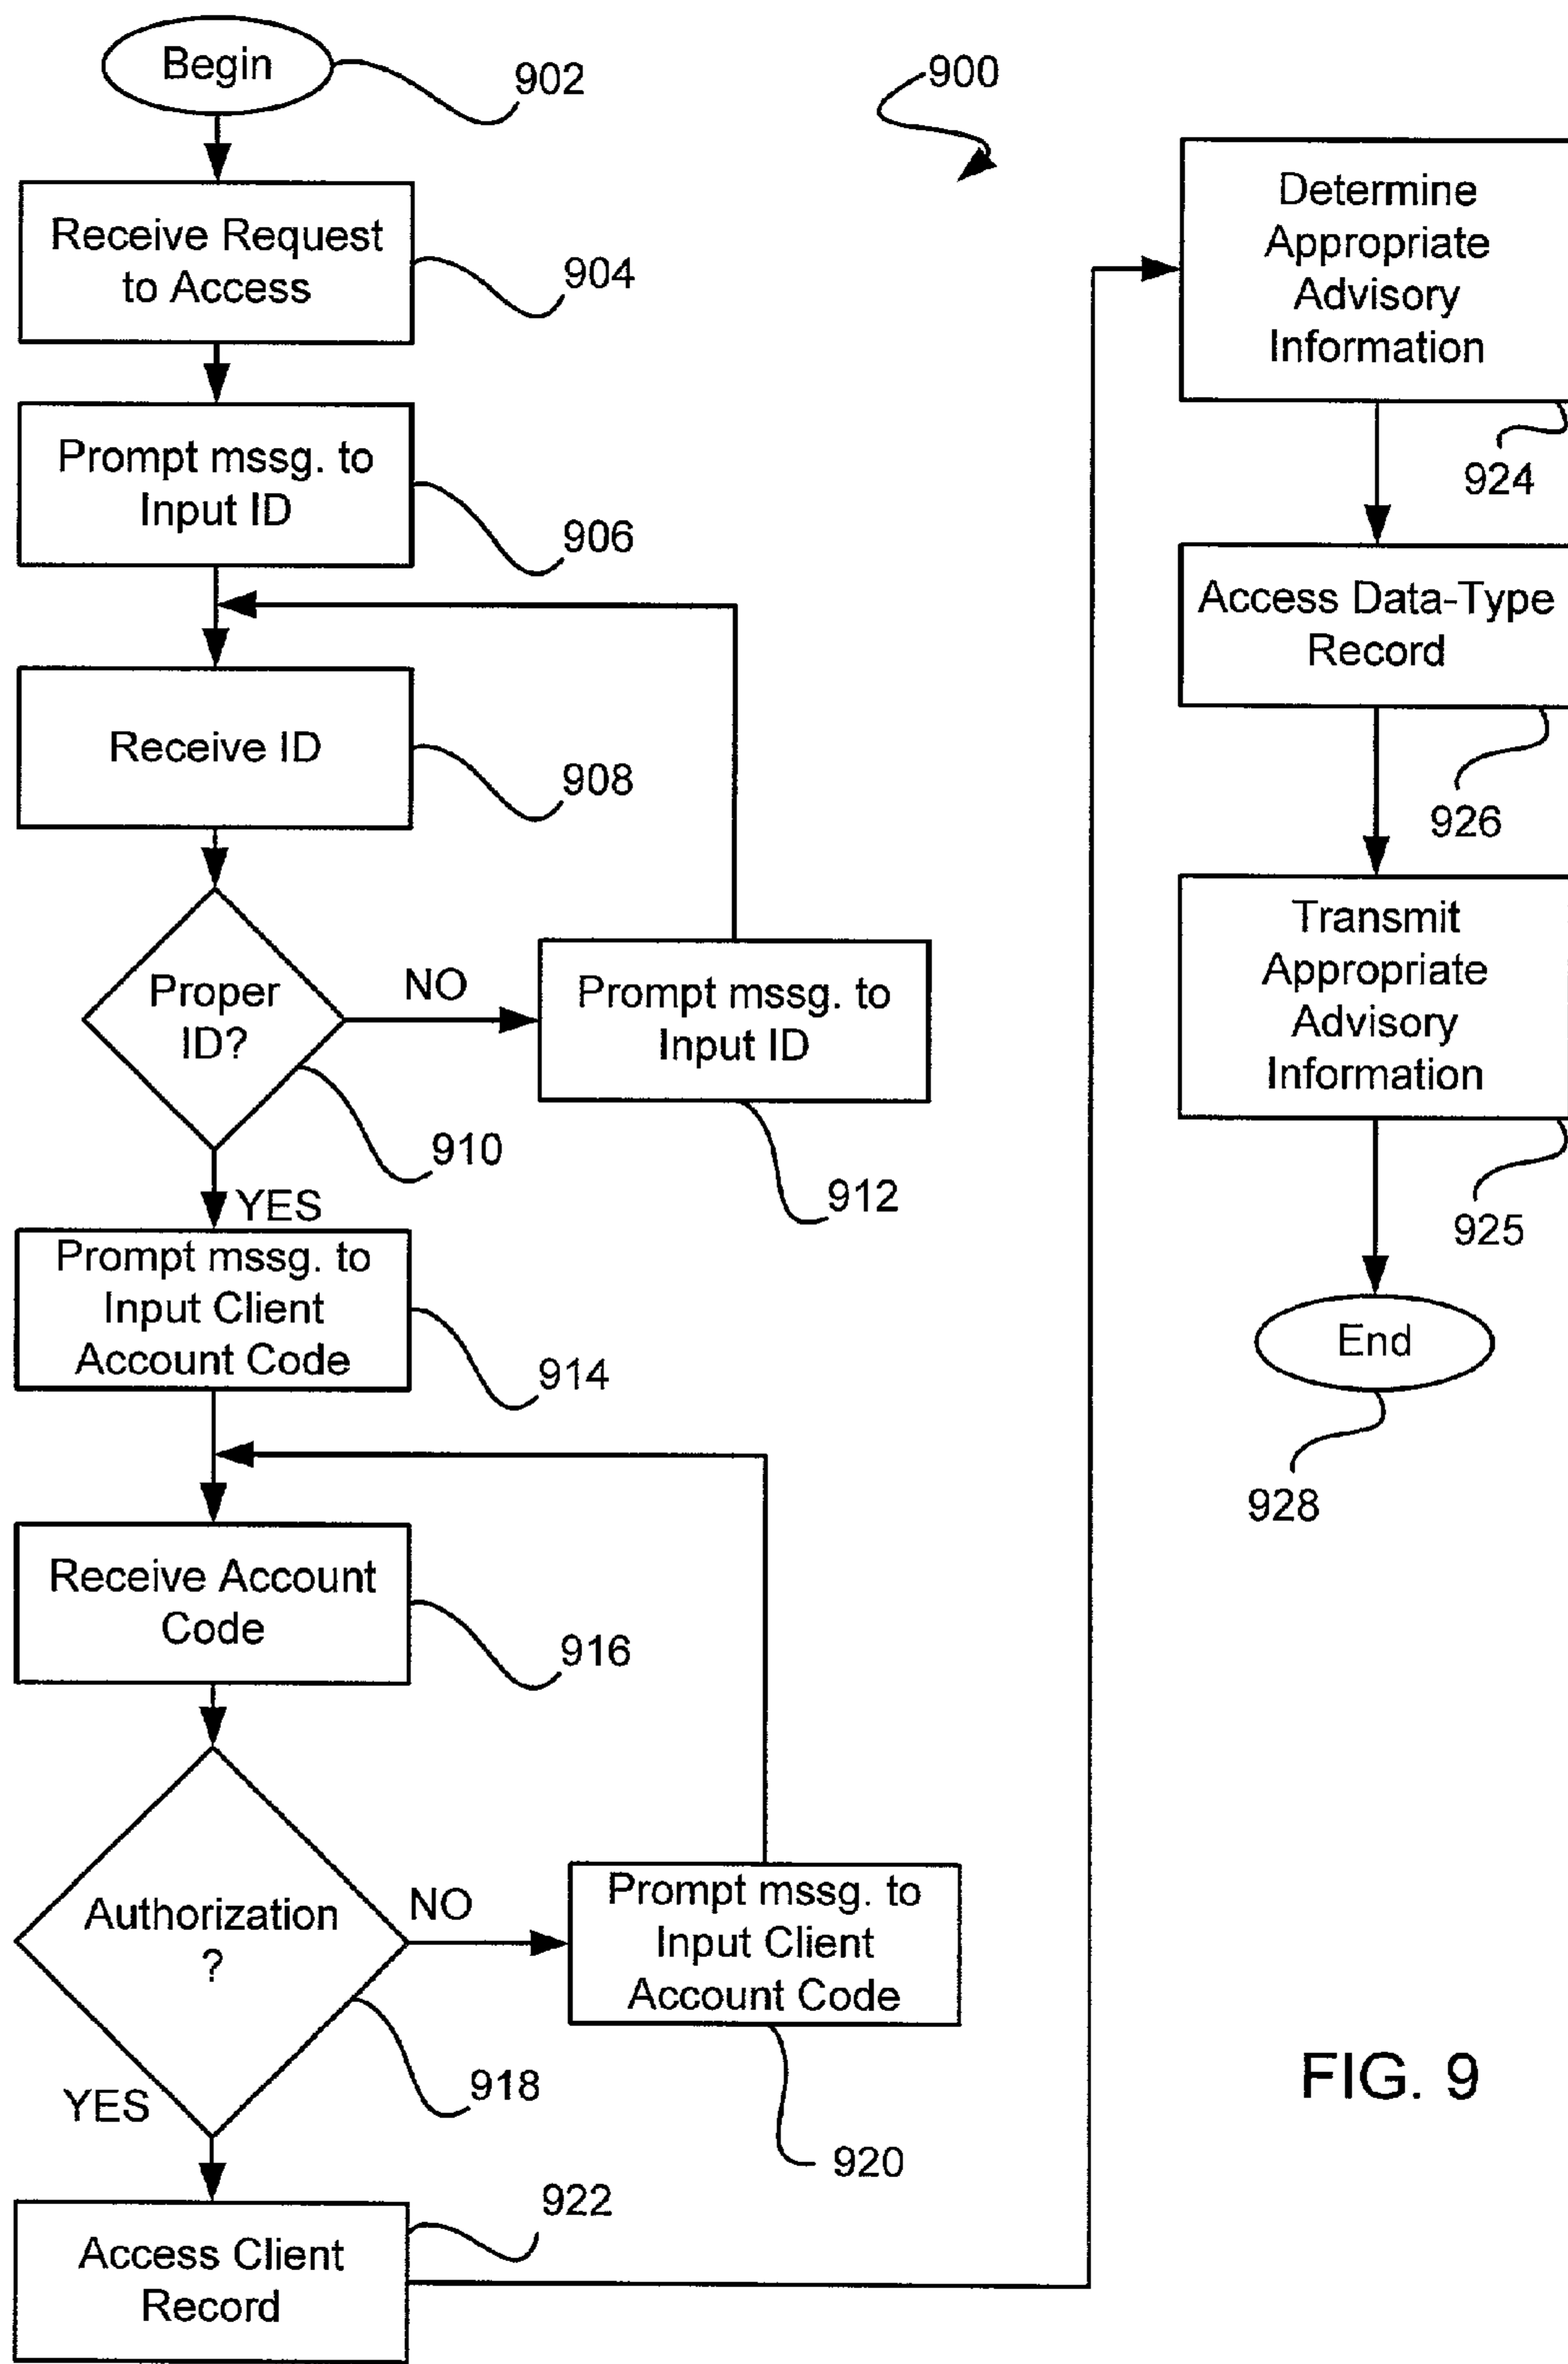 Begin
902
900
Receive Request
to Access
904
Prompt mssg. to
Input ID
906
Receive ID
908
Proper
ID?
910
NO
Prompt mssg. to
Input ID
912
YES
Prompt mssg. to
Input Client
Account Code
914
Receive Account
Code
916
Authorization
?
918
NO
Prompt mssg. to
Input Client
Account Code
920
YES
Access Client
Record
922
Determine
Appropriate
Advisory
Information
924
Access Data-Type
Record
926
Transmit
Appropriate
Advisory
Information
925
End
928
FIG. 9